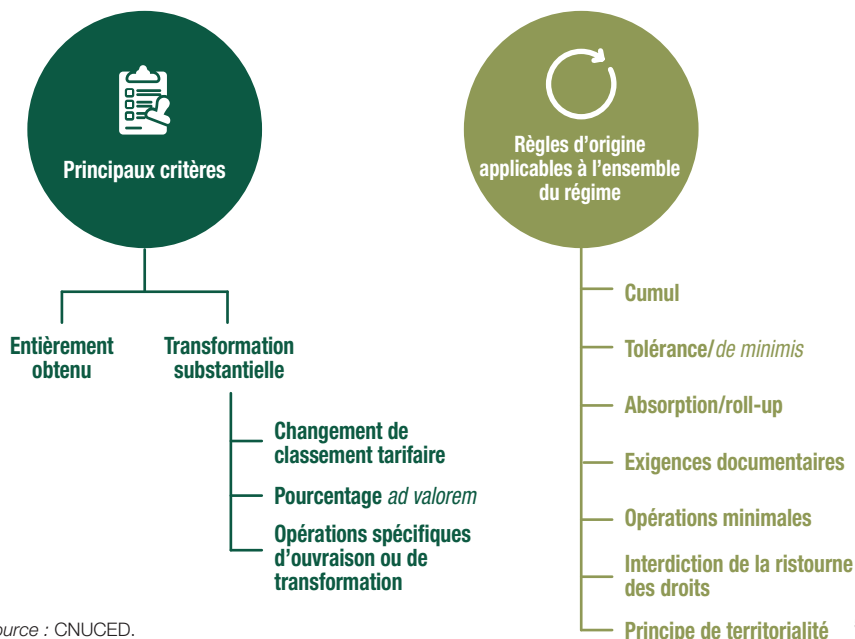 Principaux critères
Entièrement
obtenu
Transformation
substantielle
Changement de
classement tarifaire
Pourcentage ad valorem
Opérations spécifiques
d'ouvraison ou de
transformation
Règles d'origine
applicables à l'ensemble
du régime
Cumul
Tolérance/de minimis
Absorption/roll-up
Exigences documentaires
Opérations minimales
Interdiction de la ristourne
des droits
Principe de territorialité
ource : CNUCED.